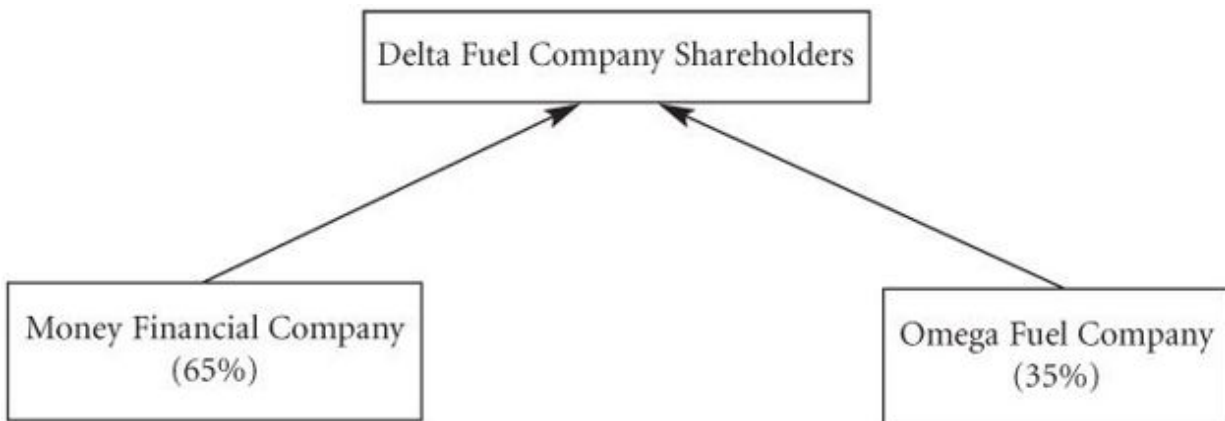 Delta Fuel Company Shareholders
Money Financial Company
(65%)
Omega Fuel Company
(35%)